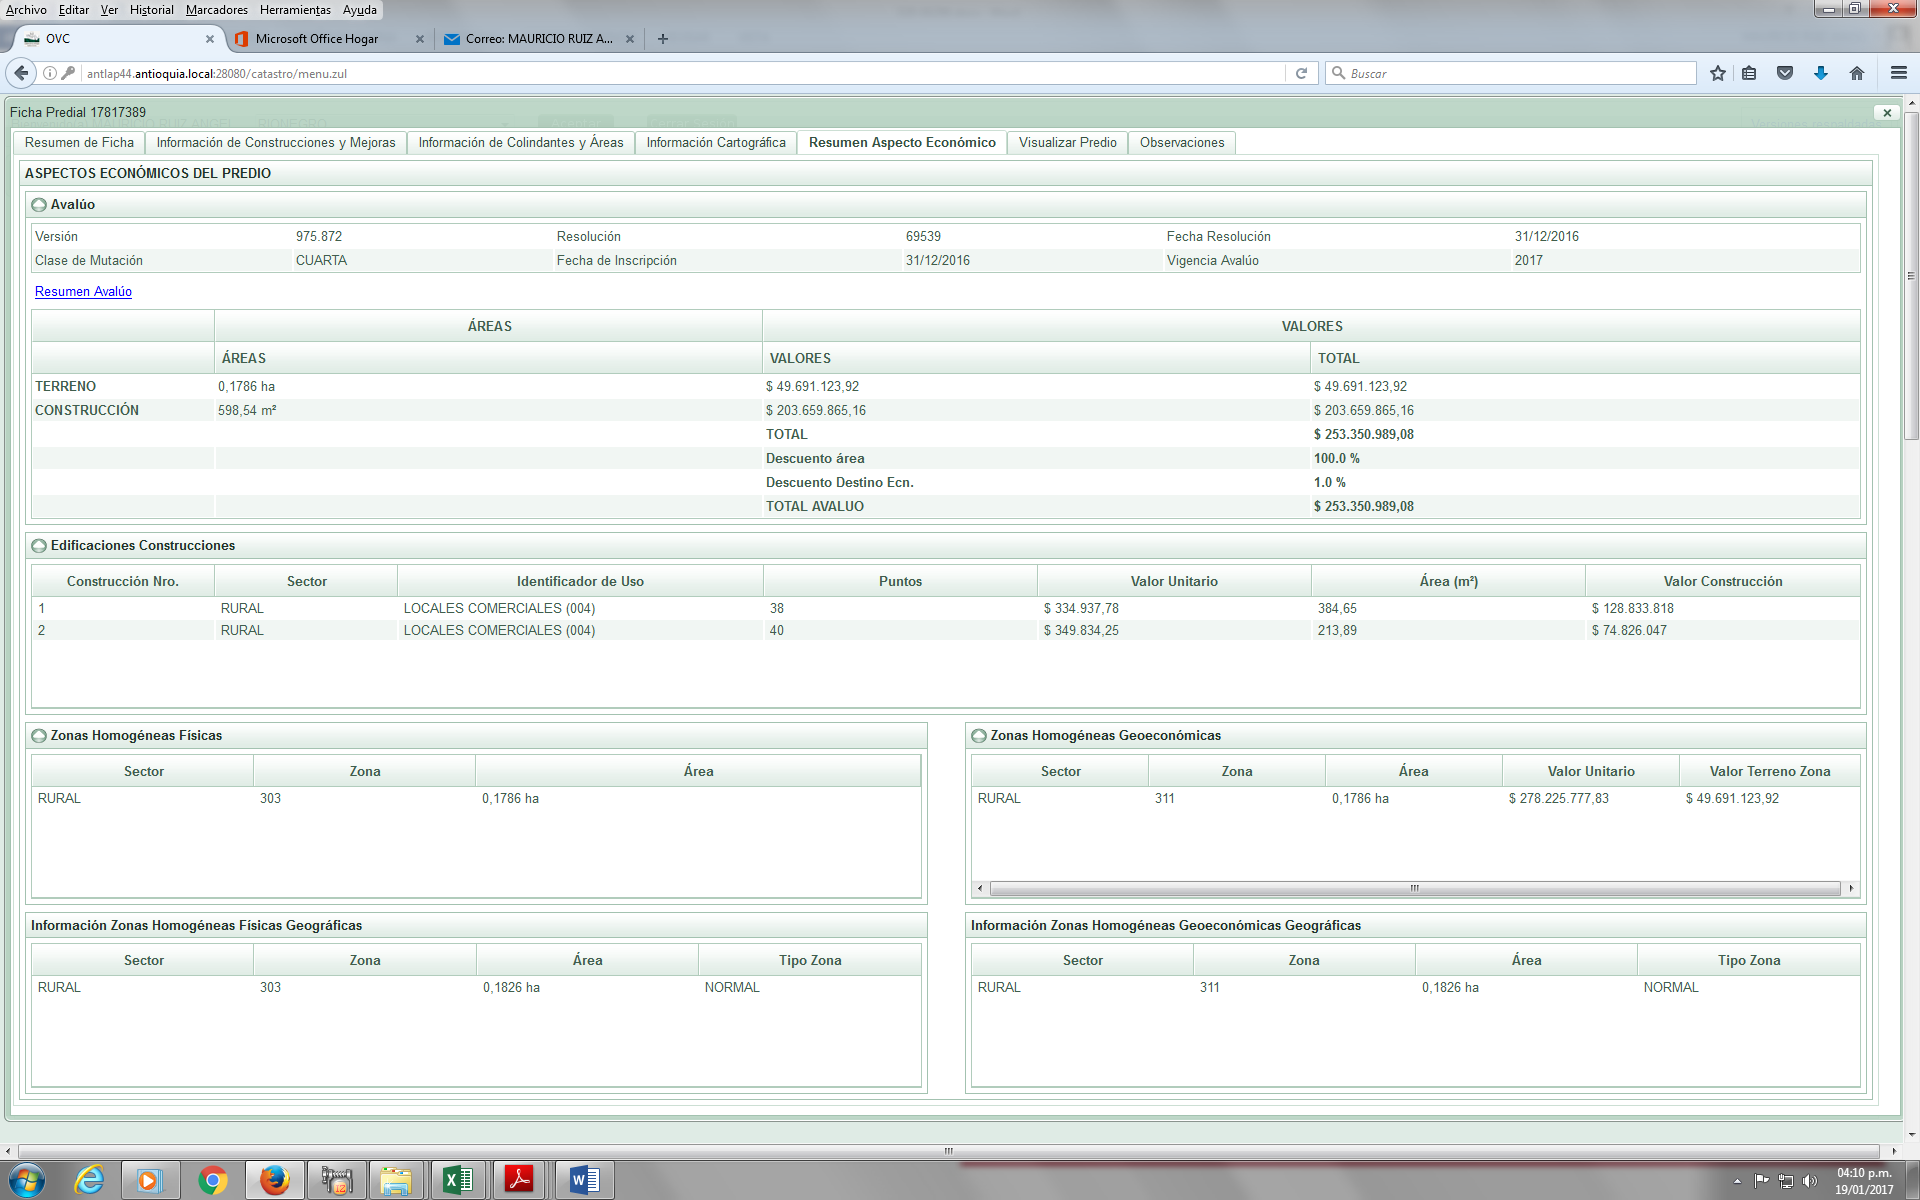 Archivo Editar Ver Historial Marcadores Herramientas Ayuda
OVC Microsoft Office Hogar Correo: MAURICIO RUIZ A...
antlap44.antioquia.local:28080/catastro/menu.zul Buscar
Ficha Predial 17817389
Resumen de Ficha Información de Construcciones y Mejoras Información de Colindantes y Áreas Información Cartográfica Resumen Aspecto Económico Visualizar Predio Observaciones
ASPECTOS ECONÓMICOS DEL PREDIO
Avalúo
Versión 975.872 Resolución 69539 Fecha Resolución 31/12/2016
Clase de Mutación CUARTA Fecha de Inscripción 31/12/2016 Vigencia Avalúo 2017
Resumen Avalúo
ÁREAS VALORES
ÁREAS VALORES TOTAL
TERRENO 0,1786 ha $ 49.691.123,92 $ 49.691.123,92
CONSTRUCCIÓN 598,54 m² $ 203.659.865,16 $ 203.659.865,16
TOTAL $ 253.350.989,08
Descuento área 100.0 %
Descuento Destino Ecn. 1.0 %
TOTAL AVALUO $ 253.350.989,08
Edificaciones Construcciones
Construcción Nro. Sector Identificador de Uso Puntos Valor Unitario Área (m²) Valor Construcción
1 RURAL LOCALES COMERCIALES (004) 38 $ 334.937,78 384,65 $ 128.833.818
2 RURAL LOCALES COMERCIALES (004) 40 $ 349.834,25 213,89 $ 74.826.047
Zonas Homogéneas Físicas
Sector Zona Área
RURAL 303 0,1786 ha
Zonas Homogéneas Geoeconómicas
Sector Zona Área Valor Unitario Valor Terreno Zona
RURAL 311 0,1786 ha $ 278.225.777,83 $ 49.691.123,92
Información Zonas Homogéneas Físicas Geográficas
Sector Zona Área Tipo Zona
RURAL 303 0,1826 ha NORMAL
Información Zonas Homogéneas Geoeconómicas Geográficas
Sector Zona Área Tipo Zona
RURAL 311 0,1826 ha NORMAL
04:10 p.m.
19/01/2017